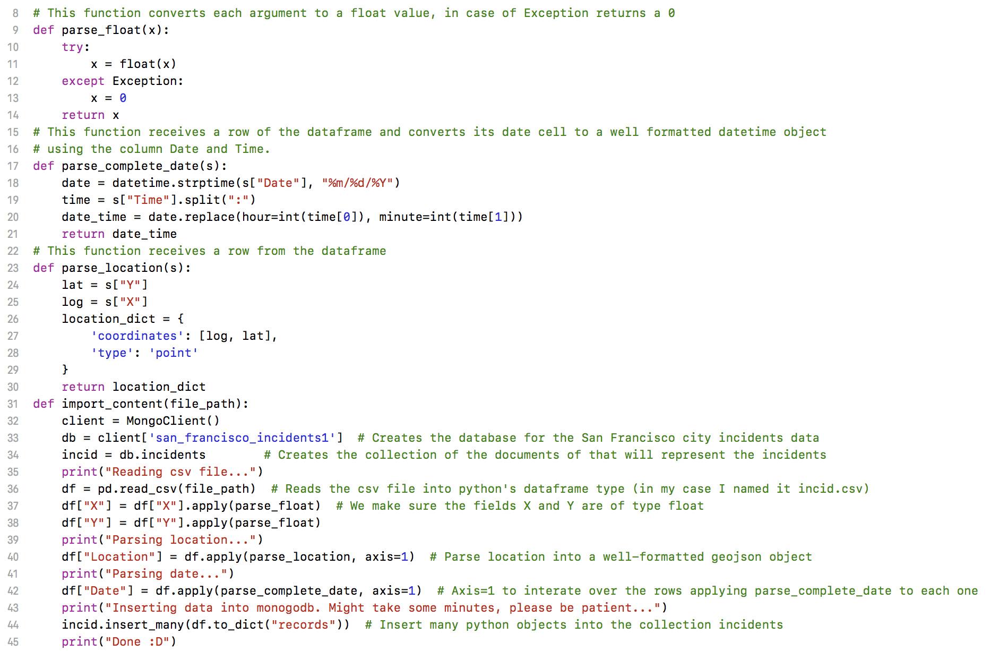 8 # This function converts each argument to a float value, in case of Exception returns a 0
9 def parse_float(x):
10     try:
11         x = float(x)
12     except Exception:
13         x = 0
14     return x
15 # This function receives a row of the dataframe and converts its date cell to a well formatted datetime object
16 # using the column Date and Time.
17 def parse_complete_date(s):
18     date = datetime.strptime(s["Date"], "%m/%d/%Y")
19     time = s["Time"].split(":")
20     date_time = date.replace(hour=int(time[0]), minute=int(time[1]))
21     return date_time
22 # This function receives a row from the dataframe
23 def parse_location(s):
24     lat = s["Y"]
25     log = s["X"]
26     location_dict = {
27         'coordinates': [log, lat],
28         'type': 'point'
29     }
30     return location_dict
31 def import_content(file_path):
32     client = MongoClient()
33     db = client['san_francisco_incidents1']  # Creates the database for the San Francisco city incidents data
34     incid = db.incidents        # Creates the collection of the documents of that will represent the incidents
35     print("Reading csv file...")
36     df = pd.read_csv(file_path)  # Reads the csv file into python's dataframe type (in my case I named it incid.csv)
37     df["X"] = df["X"].apply(parse_float)  # We make sure the fields X and Y are of type float
38     df["Y"] = df["Y"].apply(parse_float)
39     print("Parsing location...")
40     df["Location"] = df.apply(parse_location, axis=1)  # Parse location into a well-formatted geojson object
41     print("Parsing date...")
42     df["Date"] = df.apply(parse_complete_date, axis=1)  # Axis=1 to interate over the rows applying parse_complete_date to each one
43     print("Inserting data into monogodb. Might take some minutes, please be patient...")
44     incid.insert_many(df.to_dict("records"))  # Insert many python objects into the collection incidents
45     print("Done :D")